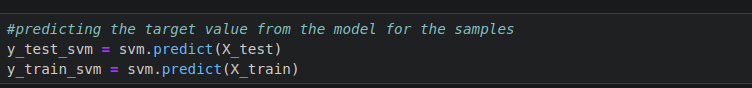 #predicting the target value from the model for the samples
y_test_svm = svm.predict(X_test)
y_train_svm = svm.predict(X_train)